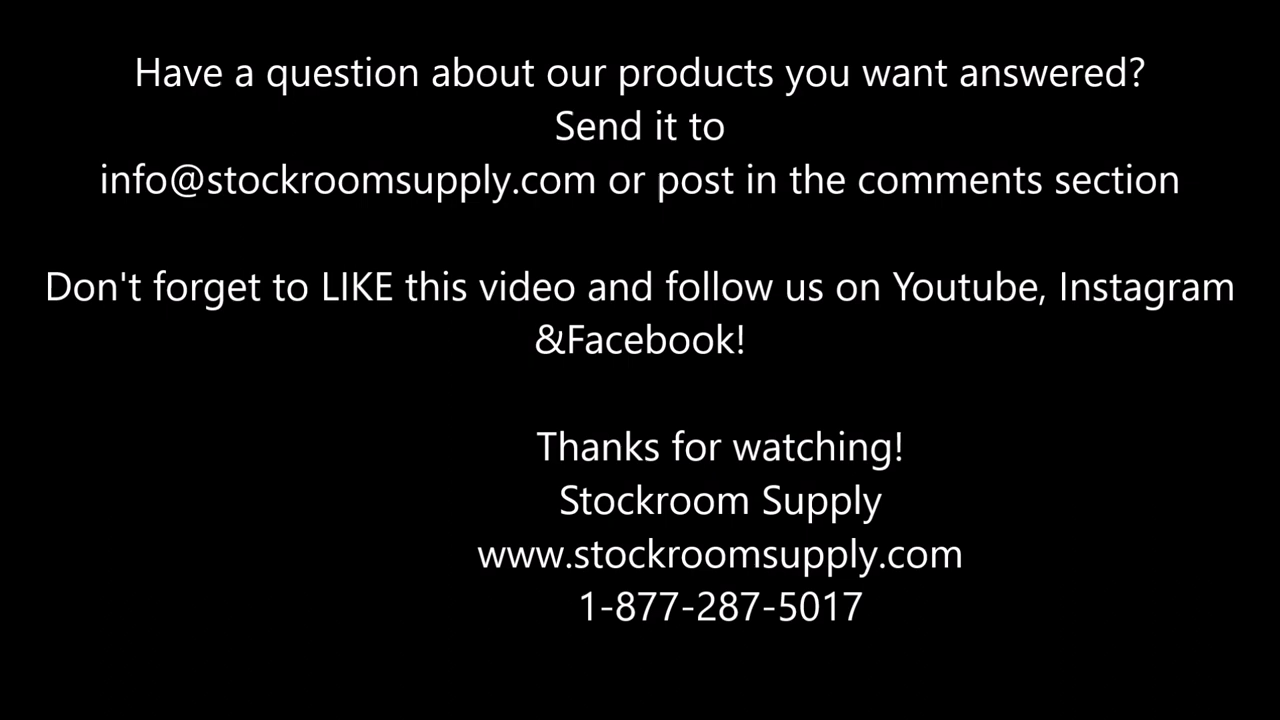 Have a question about our products you want answered?
Send it to
info@stockroomsupply.com or post in the comments section
Don't forget to LIKE this video and follow us on Youtube, Instagram
&Facebook!
Thanks for watching!
Stockroom Supply
www.stockroomsupply.com
1-877-287-5017